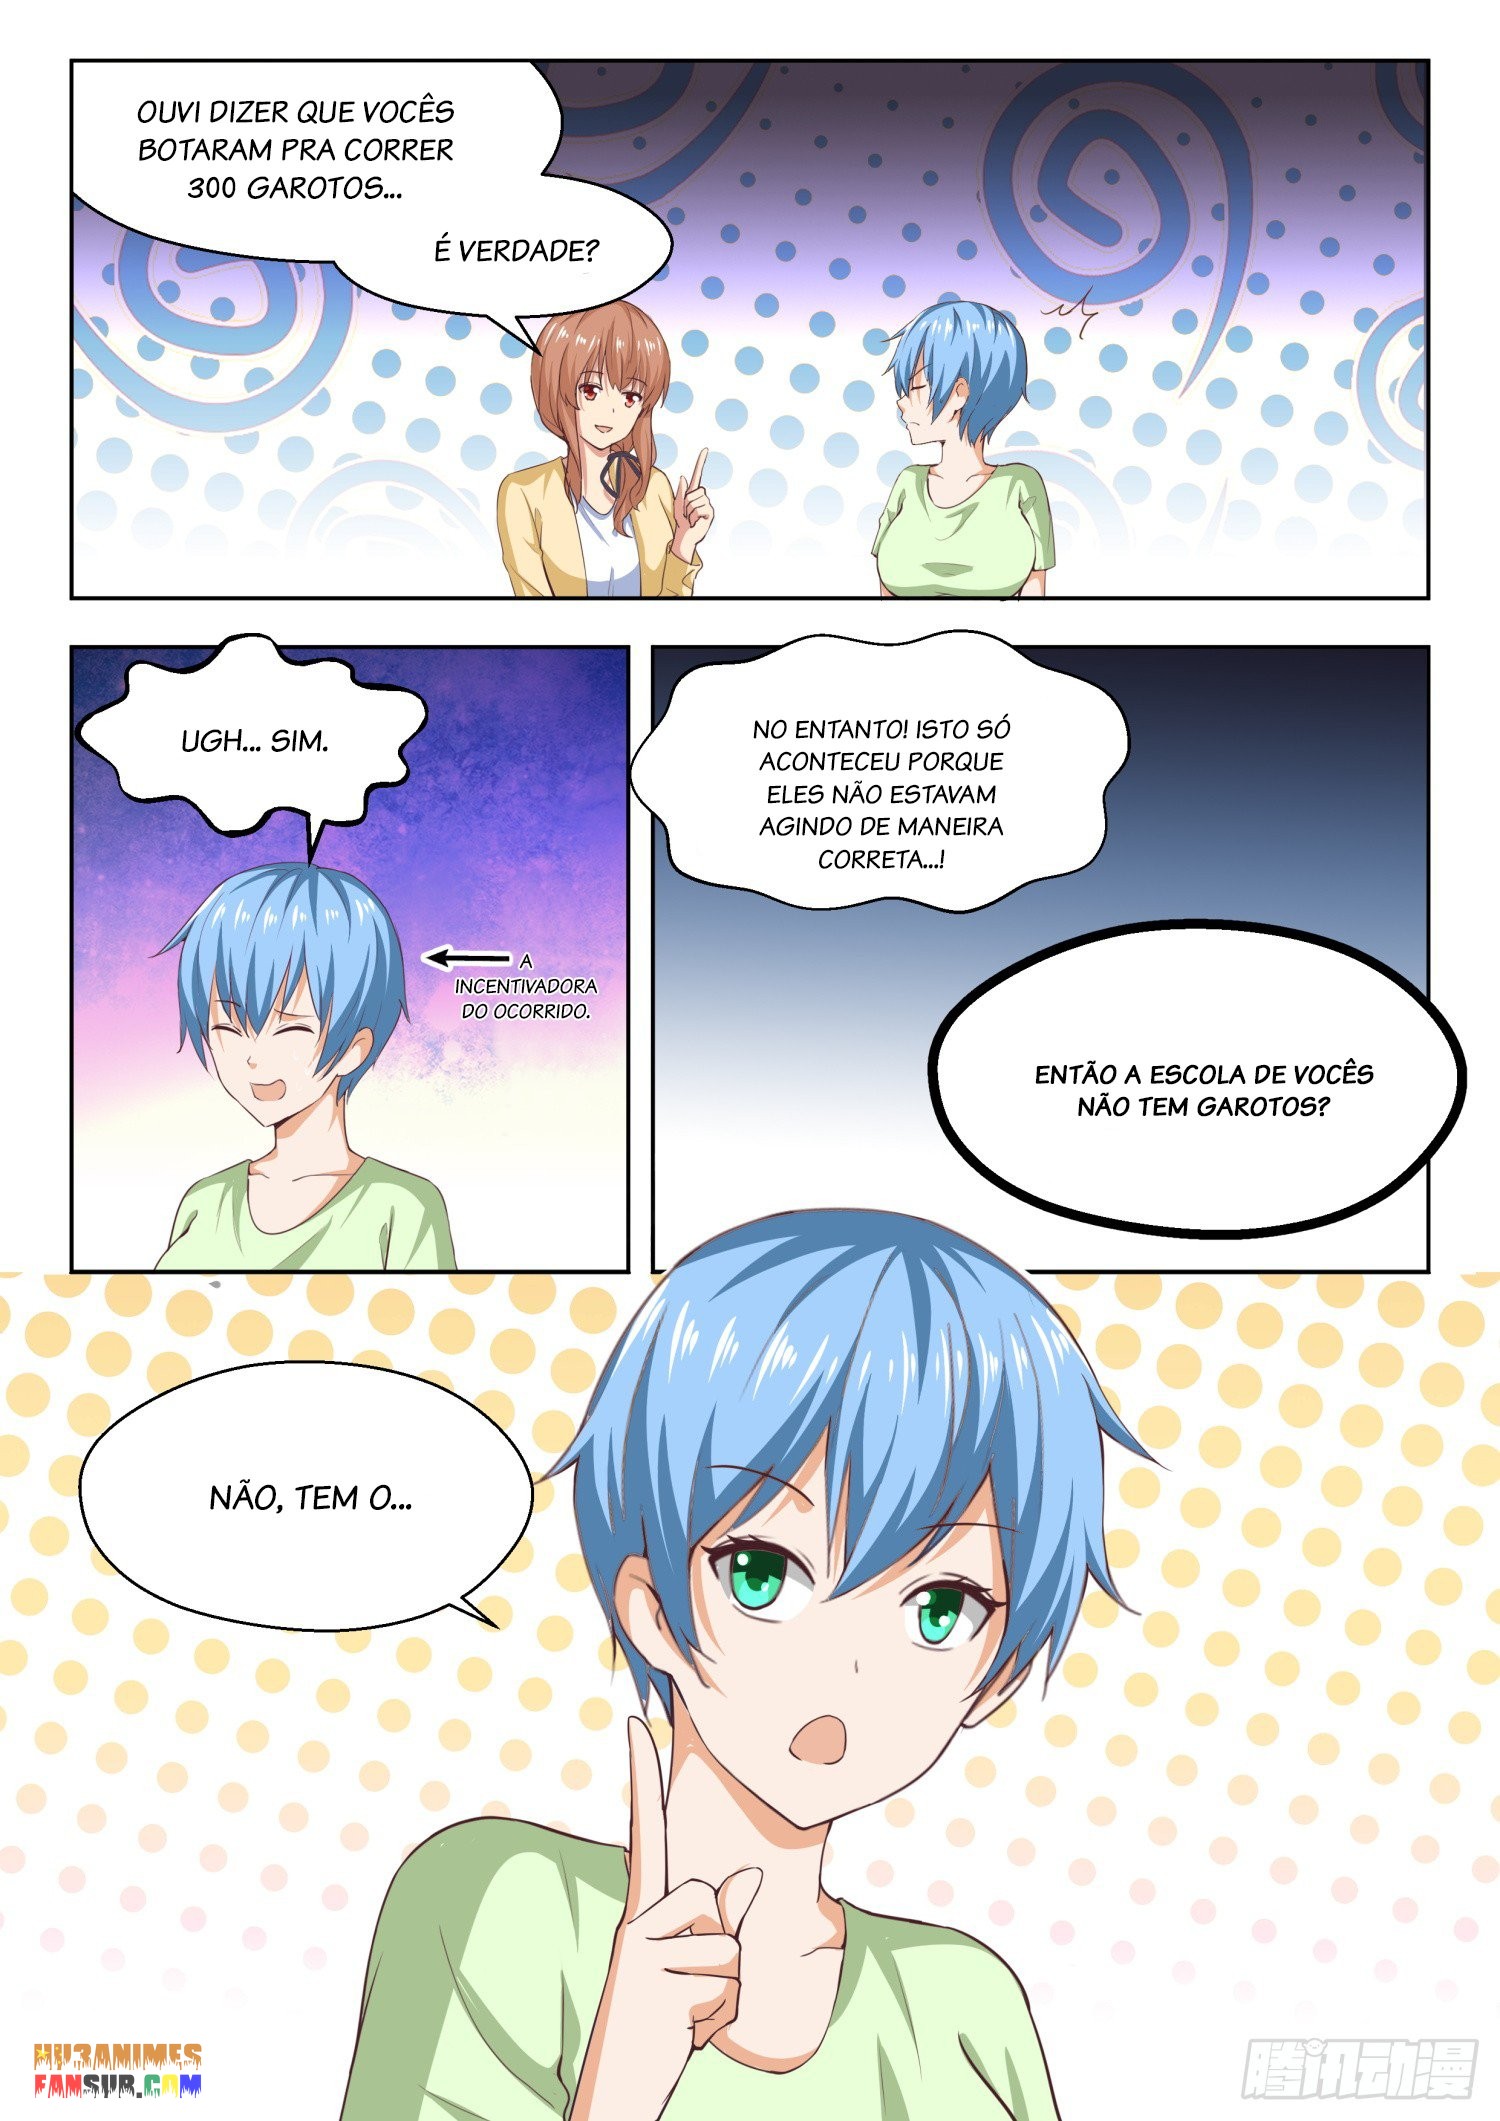 OUVI DIZER QUE VOCÊS
BOTARAM PRA CORRER
300 GAROTOS...
É VERDADE?
UGH... SIM.
A
INCENTIVADORA
DO OCORRIDO.
NO ENTANTO! ISTO SÓ
ACONTECEU PORQUE
ELES NÃO ESTAVAM
AGINDO DE MANEIRA
CORRETA...!
ENTÃO A ESCOLA DE VOCÊS
NÃO TEM GAROTOS?
NÃO, TEM O...
HU3ANIMES
FANSUB.COM
腾讯动漫